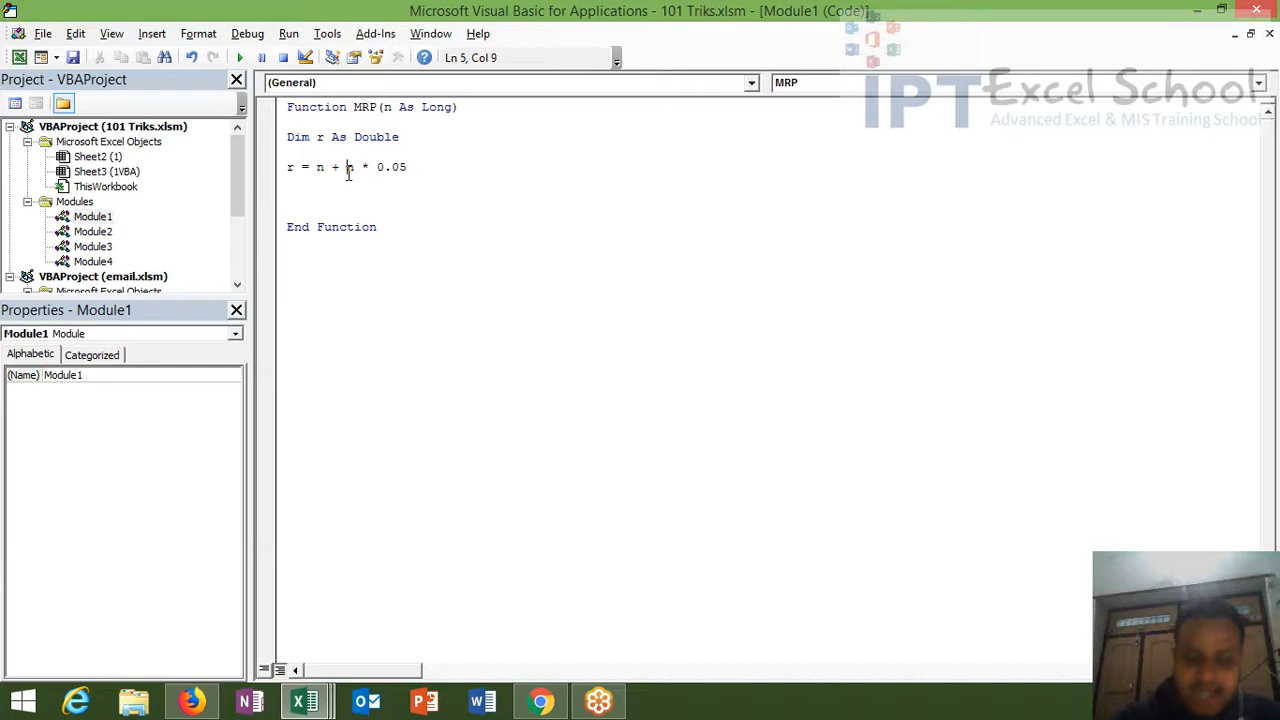 Microsoft Visual Basic for Applications - 101 Triks.xlsm - [Module1 (Code)]
File Edit View Insert Format Debug Run Tools Add-Ins Window Help
Ln 5, Col 9
IPT Excel School
Advanced Excel & MIS Training School
Project - VBAProject
(General)
MRP
VBAProject (101 Triks.xlsm)
Microsoft Excel Objects
Sheet2 (1)
Sheet3 (1VBA)
ThisWorkbook
Modules
Module1
Module2
Module3
Module4
VBAProject (email.xlsm)
Microsoft Excel Objects
Function MRP(n As Long)
Dim r As Double
r = n + n * 0.05
End Function
Properties - Module1
Module1 Module
Alphabetic Categorized
(Name) Module1